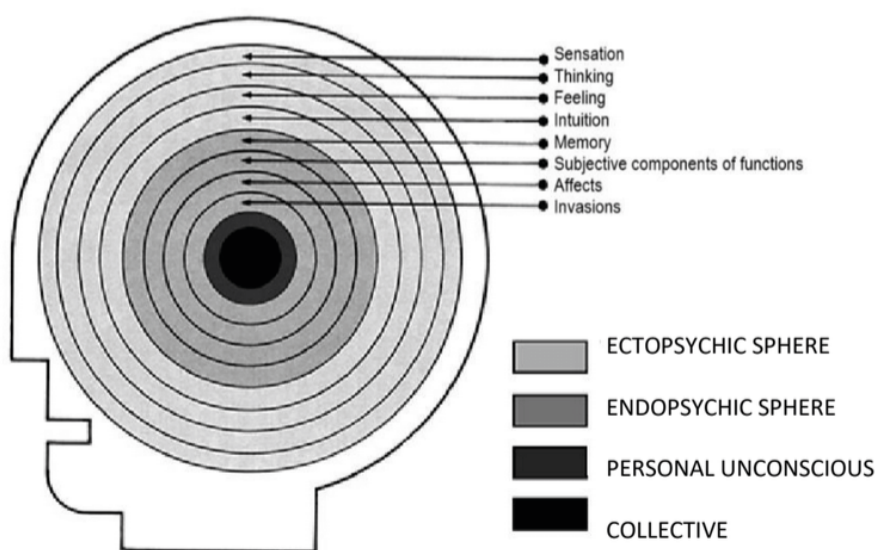 Sensation
Thinking
Feeling
Intuition
Memory
Subjective components of functions
Affects
Invasions
ECTOPSYCHIC SPHERE
ENDOPSYCHIC SPHERE
PERSONAL UNCONSCIOUS
COLLECTIVE